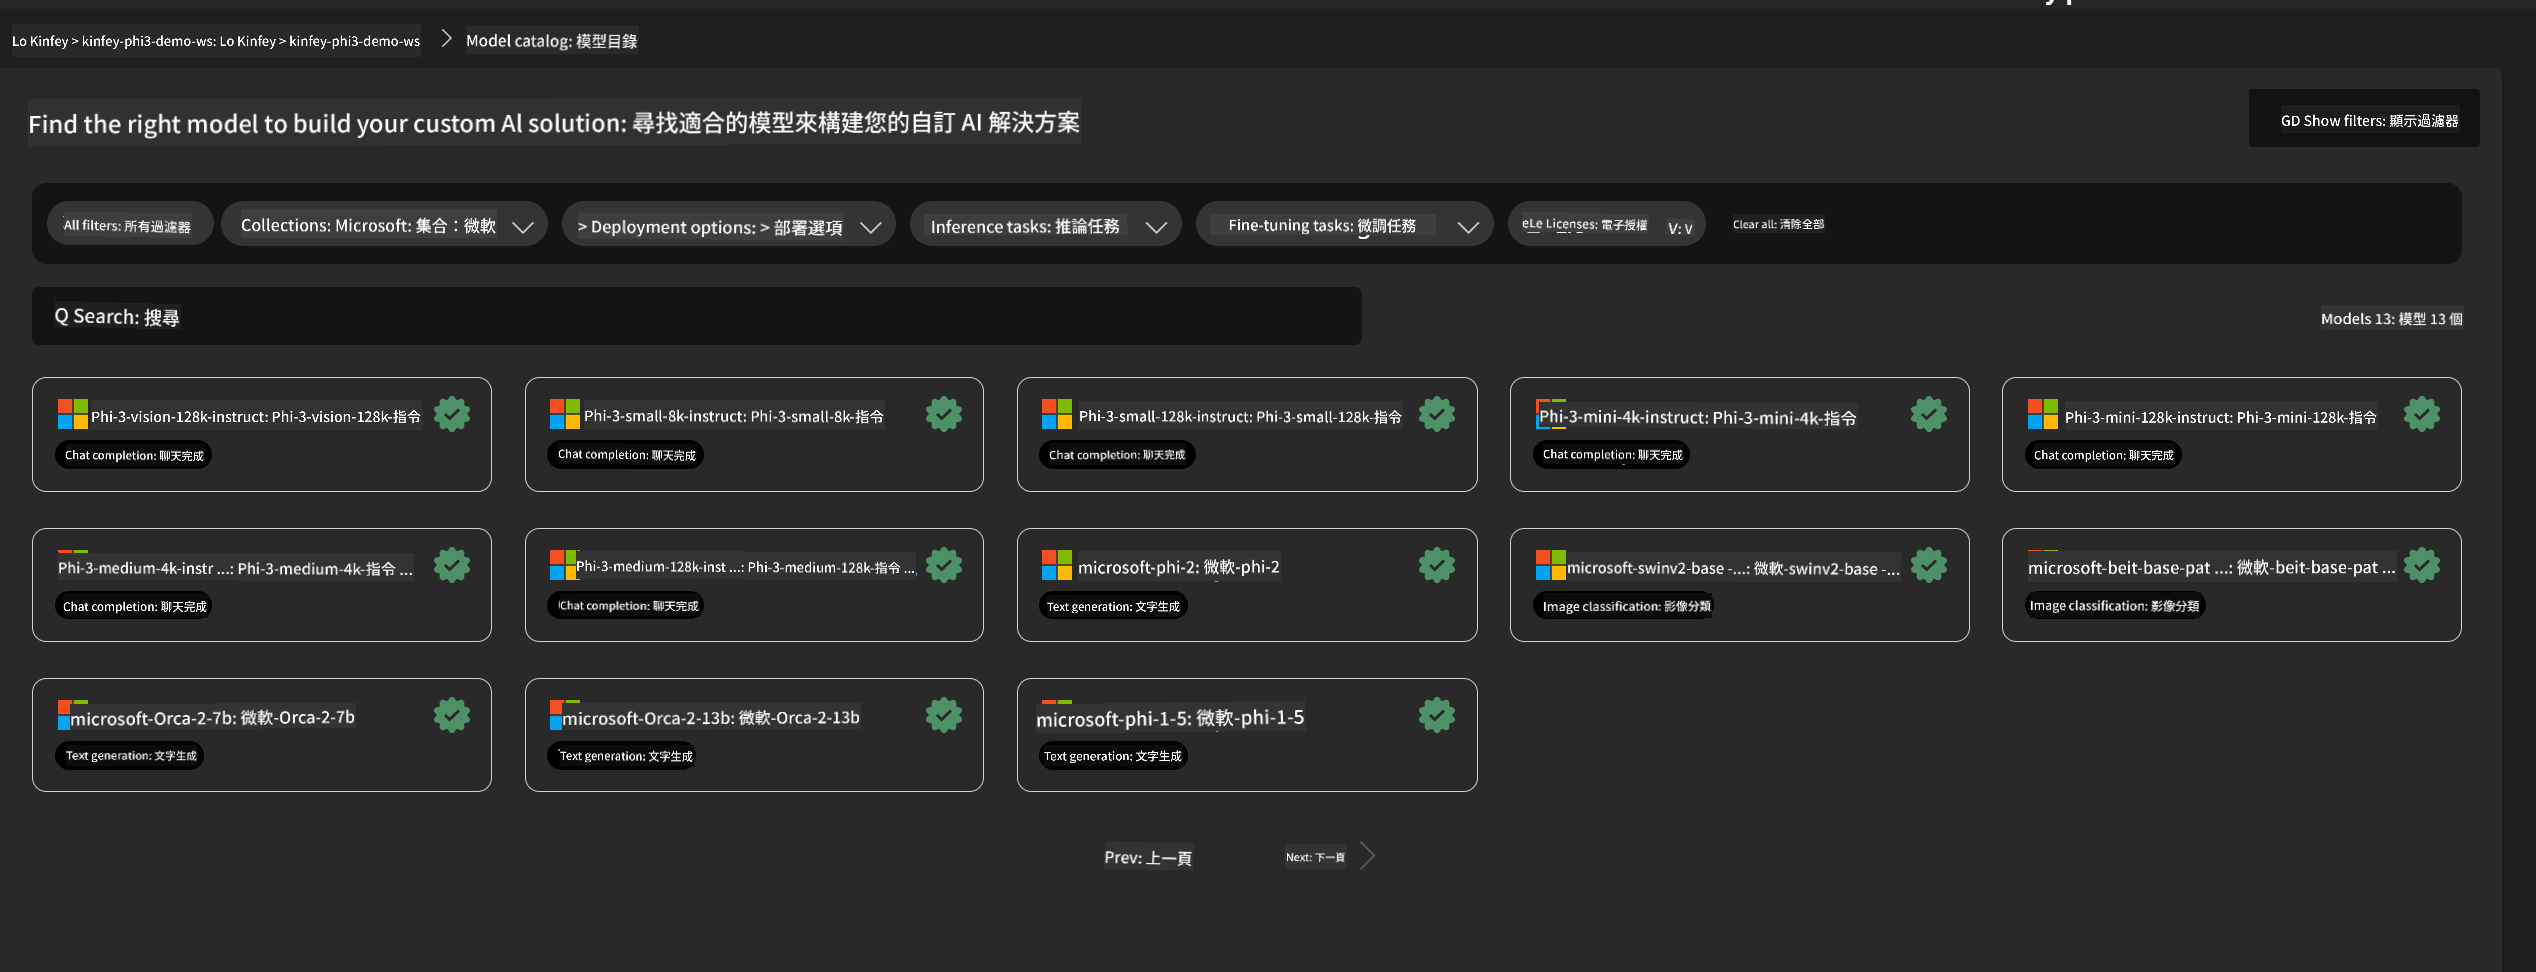 Lo Kinfey > kinfey-phi3-demo-ws: Lo Kinfey > kinfey-phi3-demo-ws > Model catalog: 模型目錄
Find the right model to build your custom Al solution: 尋找適合的模型來構建您的自訂 AI 解決方案
GD Show filters: 顯示過濾器
All filters: 所有過濾器
Collections: Microsoft: 集合：微軟
> Deployment options: > 部署選項
Inference tasks: 推論任務
Fine-tuning tasks: 微調任務
eLe Licenses: 電子授權
V: V
Clear all: 清除全部
Q Search: 搜尋
Models 13: 模型 13 個
Phi-3-vision-128k-instruct: Phi-3-vision-128k-指令
Chat completion: 聊天完成
Phi-3-small-8k-instruct: Phi-3-small-8k-指令
Chat completion: 聊天完成
Phi-3-small-128k-instruct: Phi-3-small-128k-指令
Chat completion: 聊天完成
Phi-3-mini-4k-instruct: Phi-3-mini-4k-指令
Chat completion: 聊天完成
Phi-3-mini-128k-instruct: Phi-3-mini-128k-指令
Chat completion: 聊天完成
Phi-3-medium-4k-instr ...: Phi-3-medium-4k-指令 ...
Chat completion: 聊天完成
Phi-3-medium-128k-inst ...: Phi-3-medium-128k-指令 ...
Chat completion: 聊天完成
microsoft-phi-2: 微軟-phi-2
Text generation: 文字生成
microsoft-swinv2-base -...: 微軟-swinv2-base -...
Image classification: 影像分類
microsoft-beit-base-pat ...: 微軟-beit-base-pat ...
Image classification: 影像分類
microsoft-Orca-2-7b: 微軟-Orca-2-7b
Text generation: 文字生成
microsoft-Orca-2-13b: 微軟-Orca-2-13b
Text generation: 文字生成
microsoft-phi-1-5: 微軟-phi-1-5
Text generation: 文字生成
Prev: 上一頁
Next: 下一頁